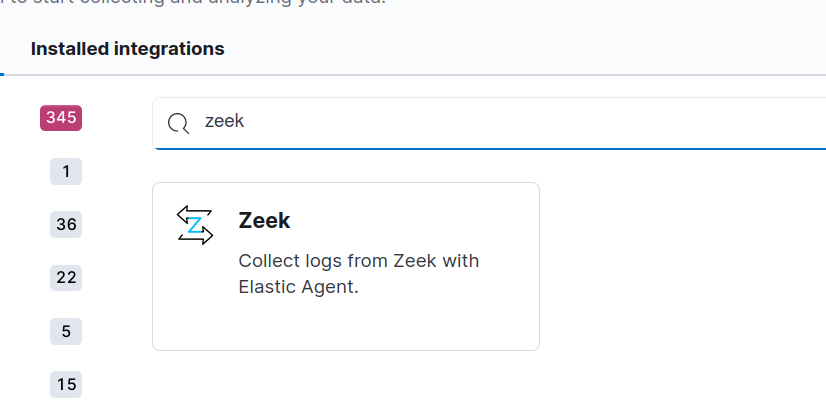 to start collecting and analyzing your data.
Installed integrations
345
zeek
1
36
22
5
15
Z
Zeek
Collect logs from Zeek with
Elastic Agent.